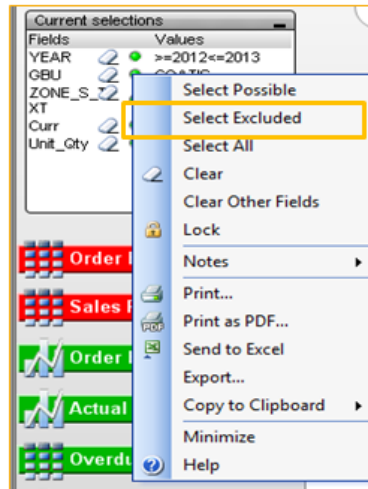 Current selections
Fields Values
YEAR >=2012<=2013
GBU
ZONE_S_
XT
Curr
Unit_Qty
Select Possible
Select Excluded
Select All
Clear
Clear Other Fields
Lock
Notes
Print...
Print as PDF...
Send to Excel
Export...
Copy to Clipboard
Minimize
Help
Order
Sales
Order
Actual
Overdu